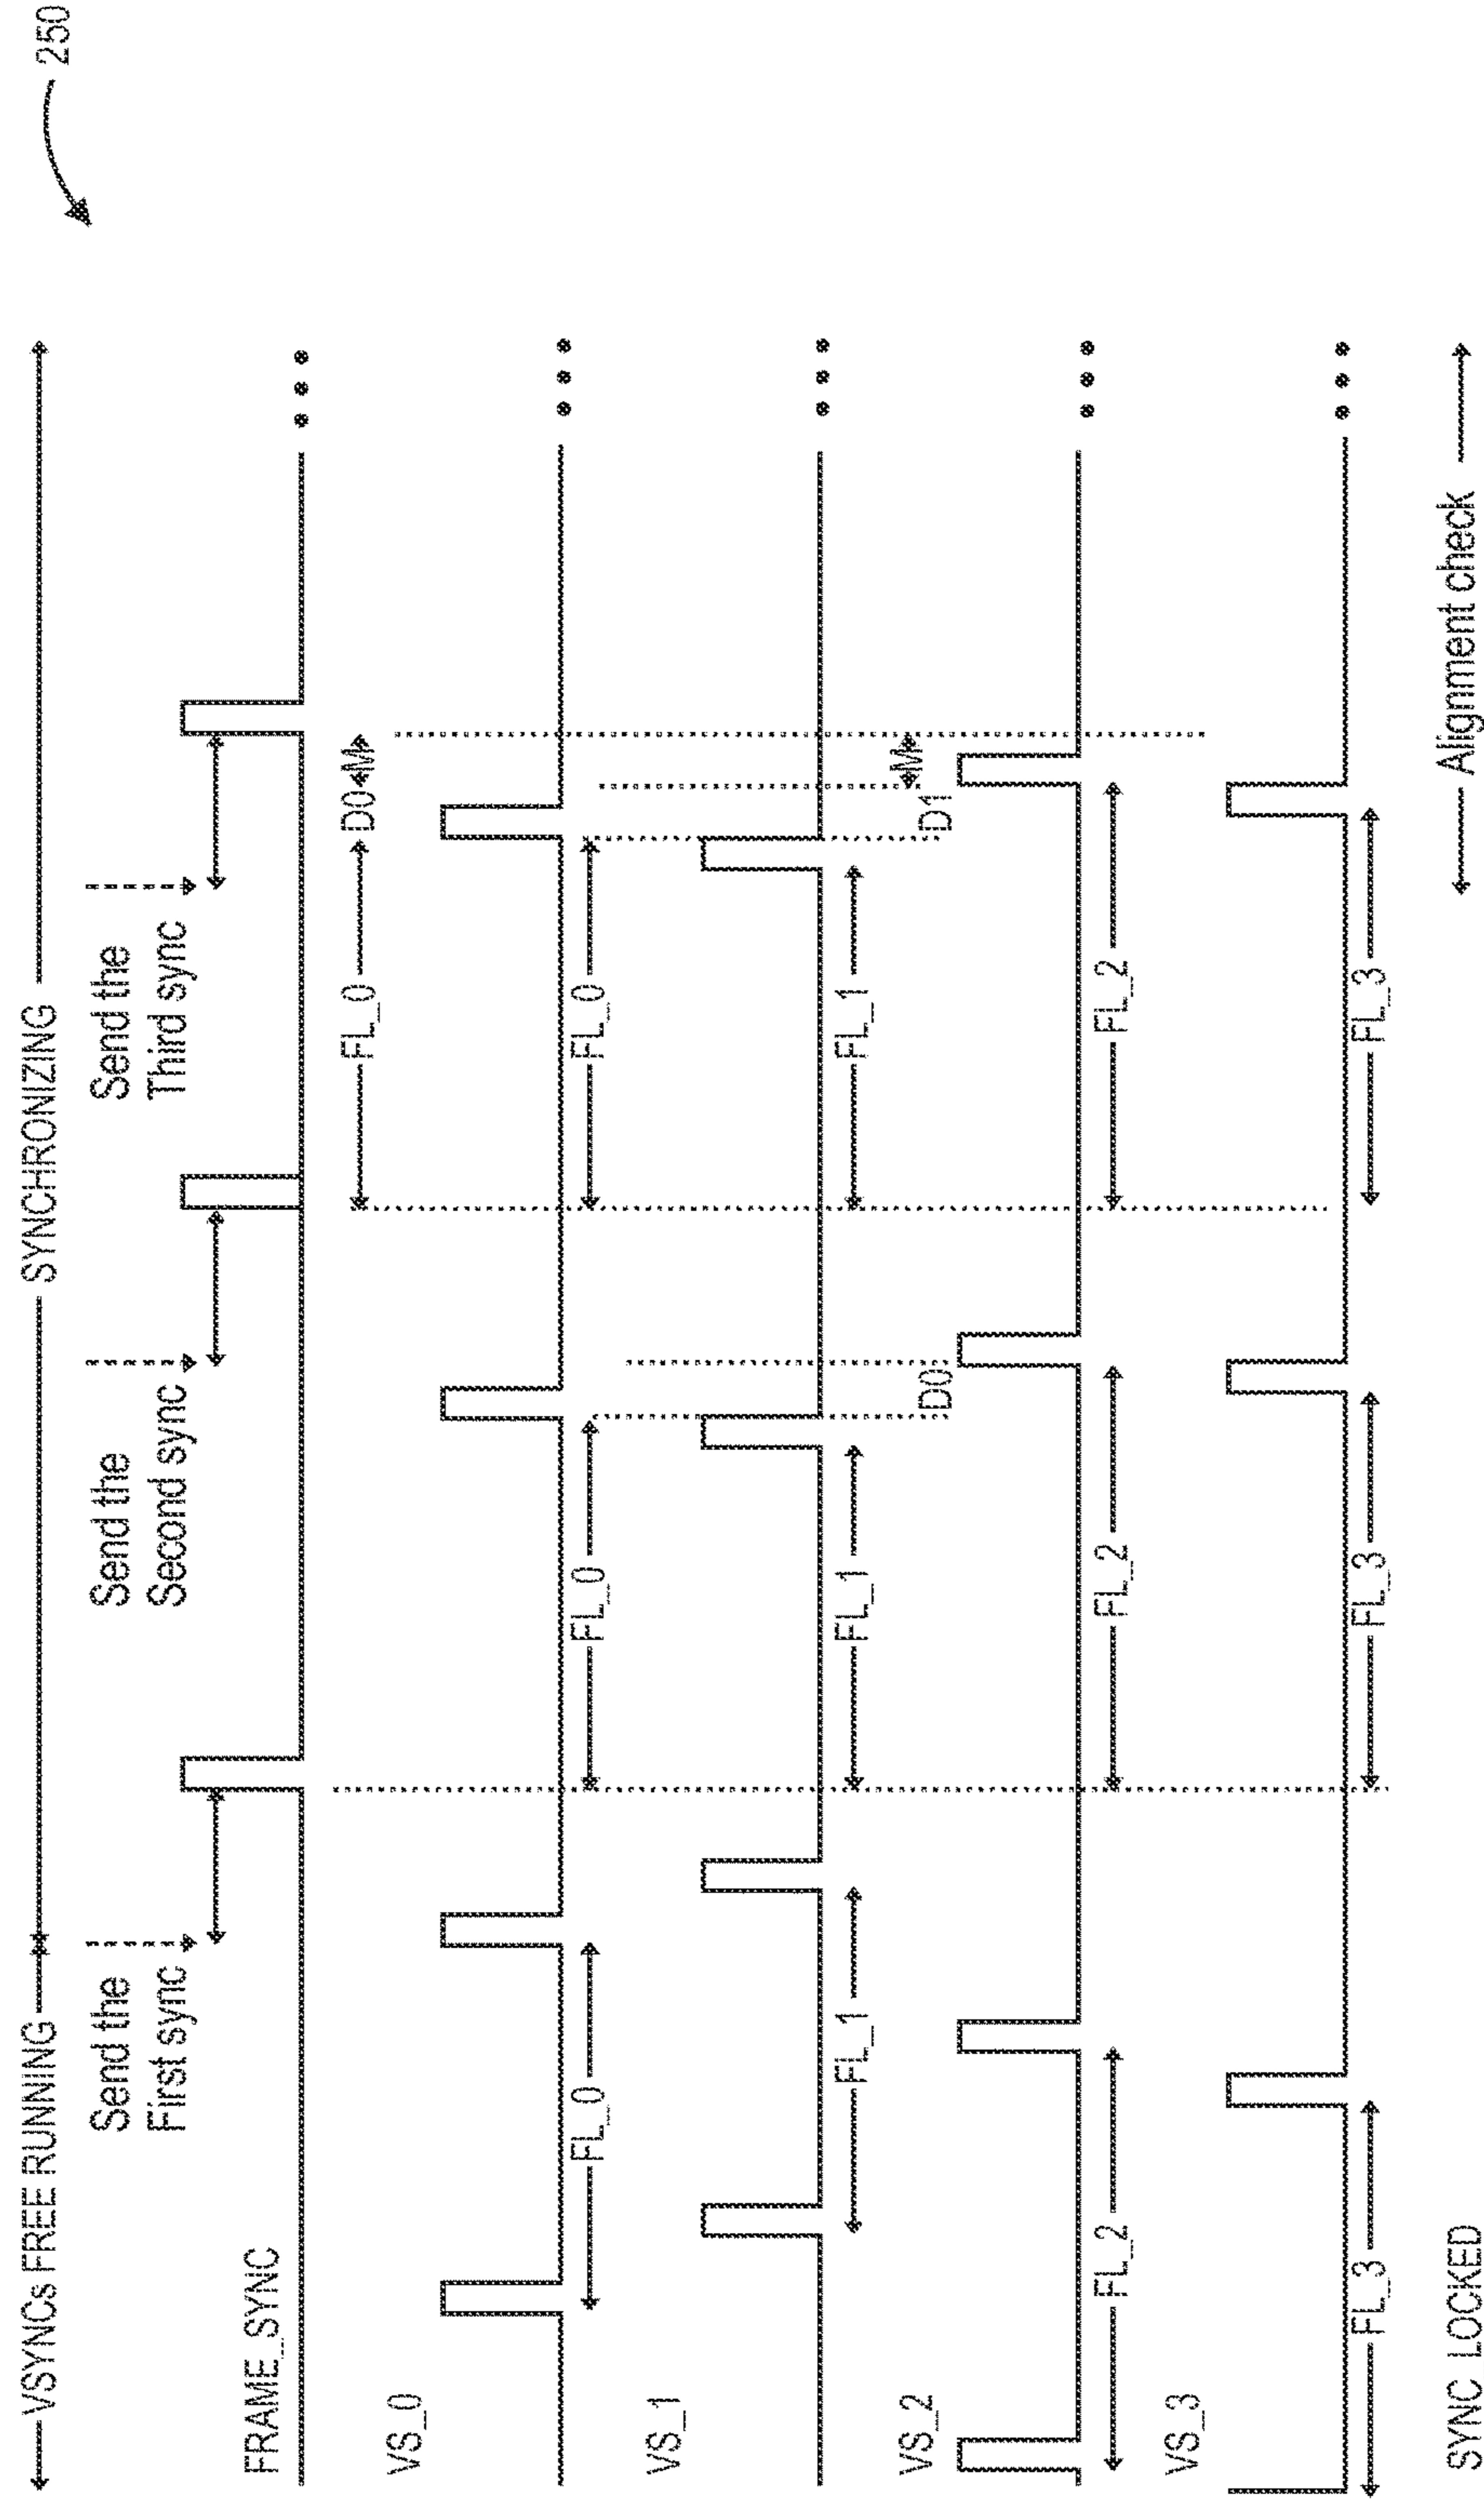 250
VSYNCs FREE RUNNING
SYNCHRONIZING
Send the
First sync
Send the
Second sync
Send the
Third sync
FRAME_SYNC
FL_0
D0
M
VS_0
FL_0
FL_0
FL_0
VS_1
FL_1
FL_1
FL_1
D0
D1
M
VS_2
FL_2
FL_2
FL_2
VS_3
FL_3
FL_3
FL_3
SYNC LOCKED
Alignment check